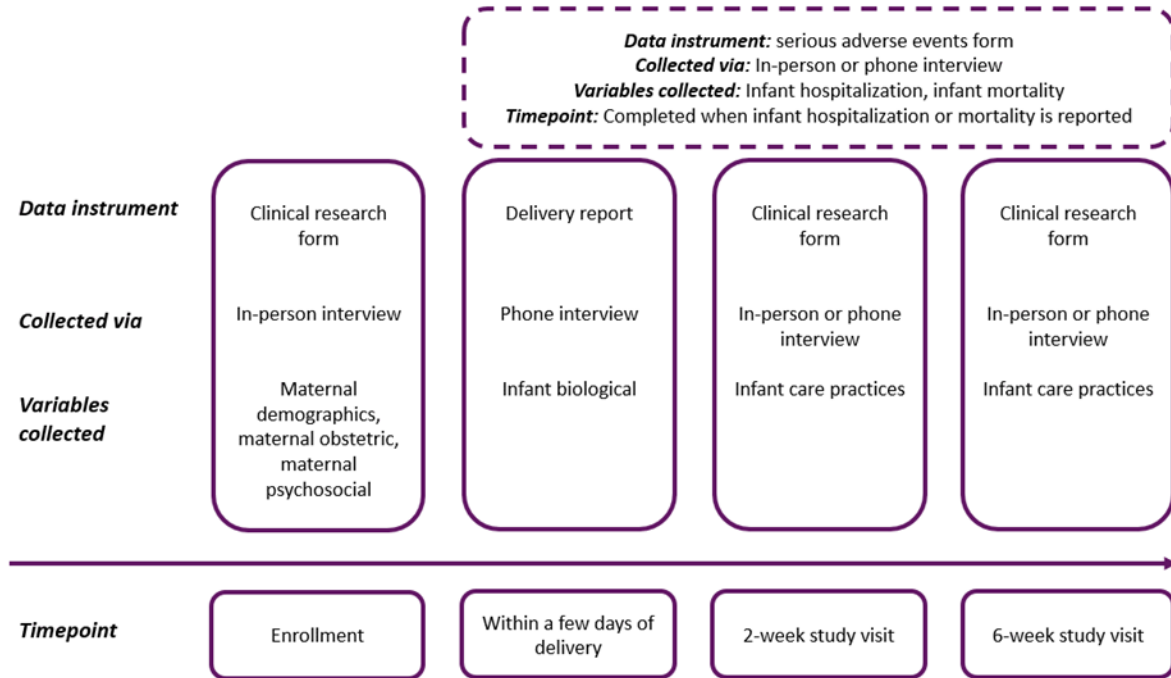 Data instrument: serious adverse events form
Collected via: In-person or phone interview
Variables collected: Infant hospitalization, infant mortality
Timepoint: Completed when infant hospitalization or mortality is reported
Data instrument
Clinical research
form
Delivery report
Clinical research
form
Clinical research
form
Collected via
In-person interview
Phone interview
In-person or phone
interview
In-person or phone
interview
Variables
collected
Maternal
demographics,
maternal obstetric,
maternal
psychosocial
Infant biological
Infant care practices
Infant care practices
Timepoint
Enrollment
Within a few days of
delivery
2-week study visit
6-week study visit